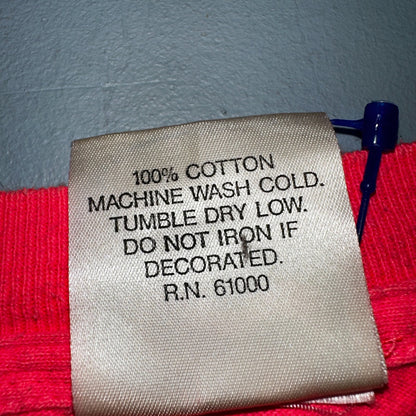 100% COTTON
MACHINE WASH COLD.
TUMBLE DRY LOW.
DO NOT IRON IF
DECORATED.
R.N. 61000